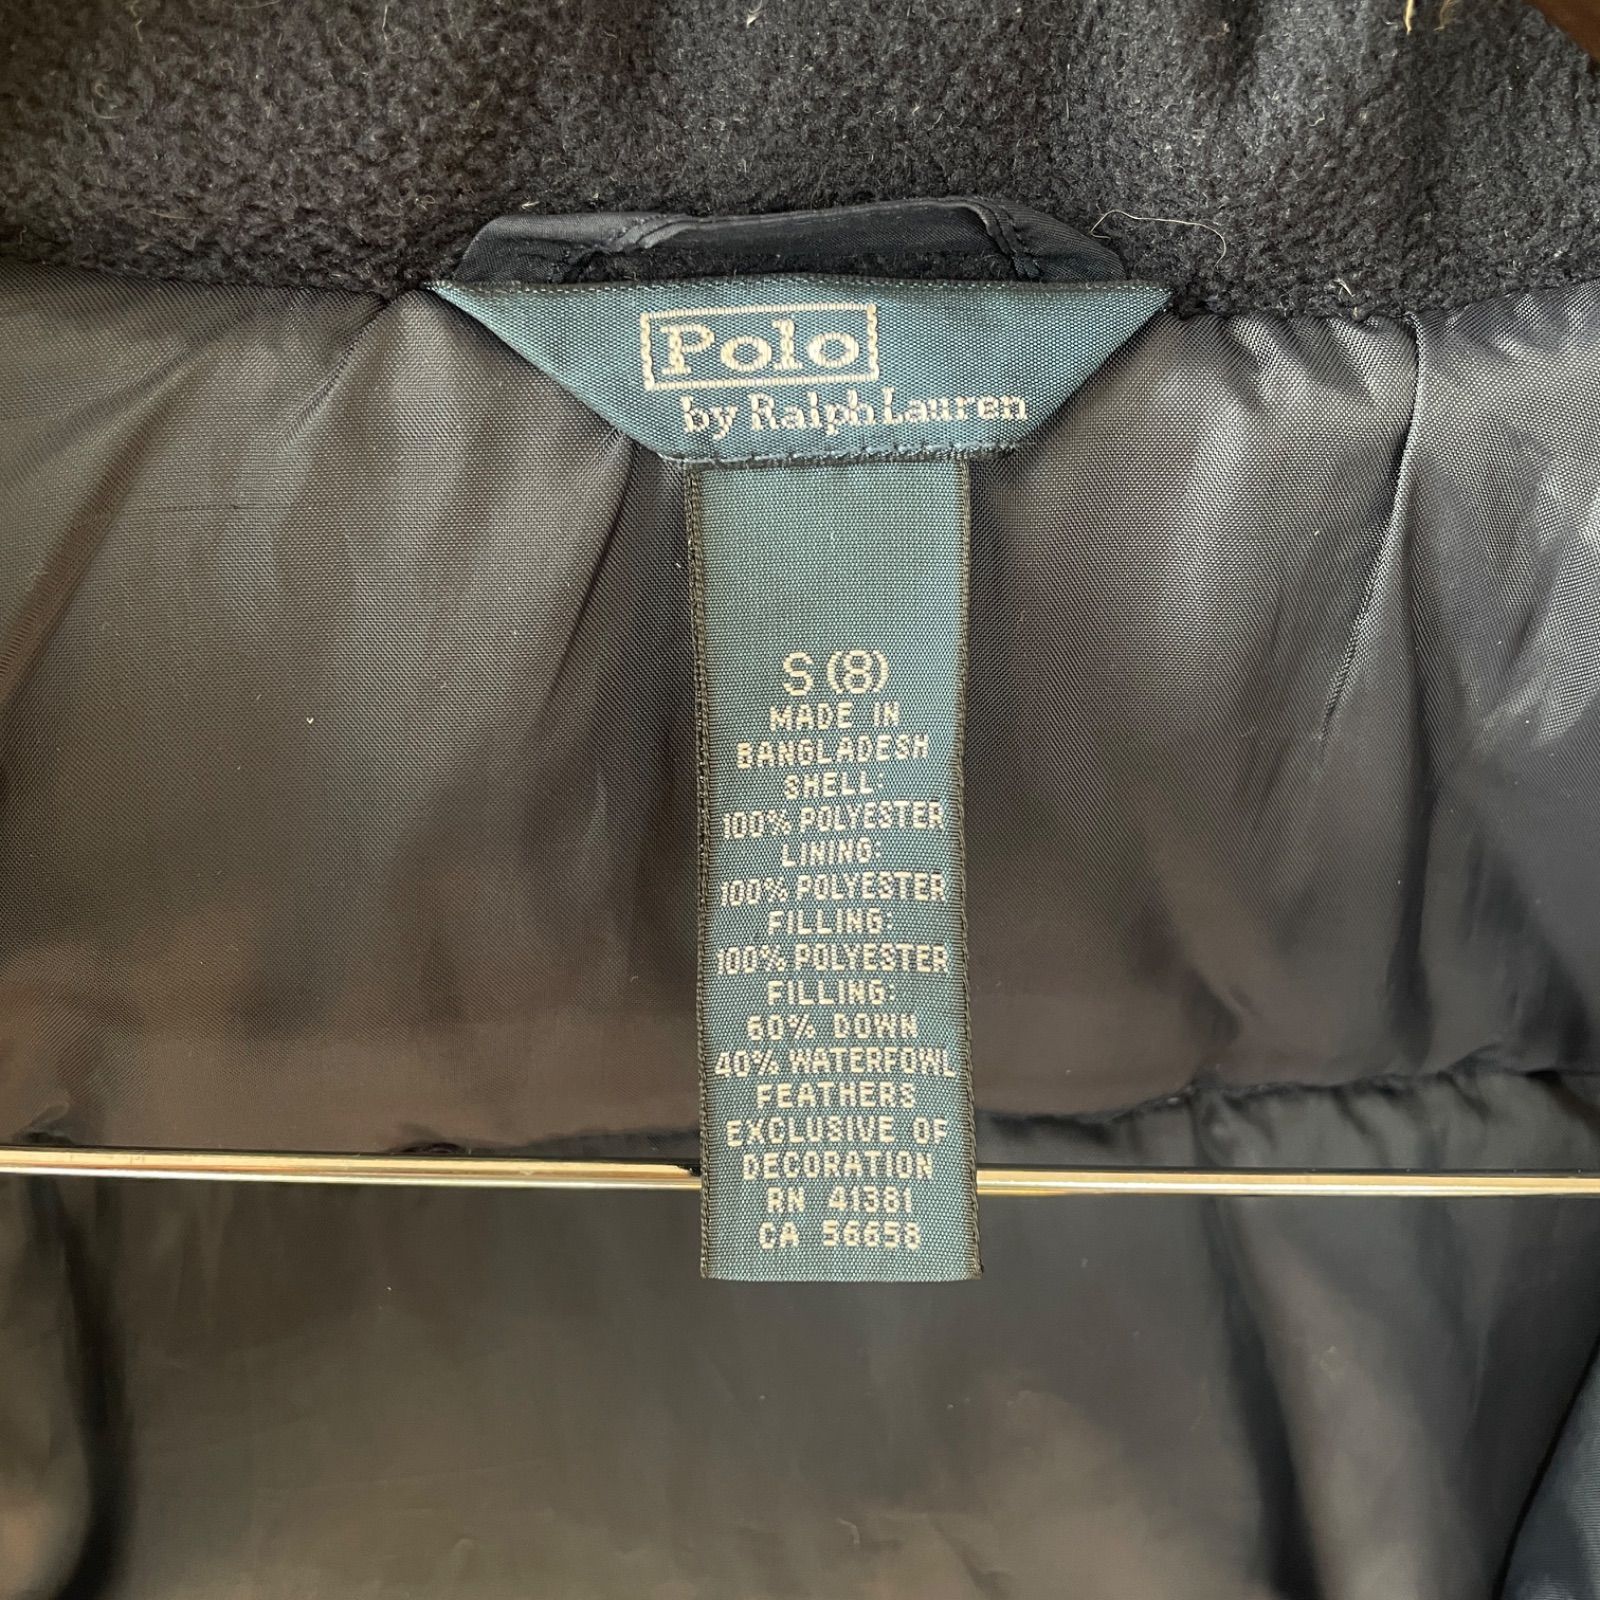 Polo
by Ralph Lauren
S (8)
MADE IN
BANGLADESH
SHELL:
100% POLYESTER
LINING:
100% POLYESTER
FILLING:
100% POLYESTER
FILLING:
60% DOWN
40% WATERFOWL
FEATHERS
EXCLUSIVE OF
DECORATION
RN 41381
CA 56658